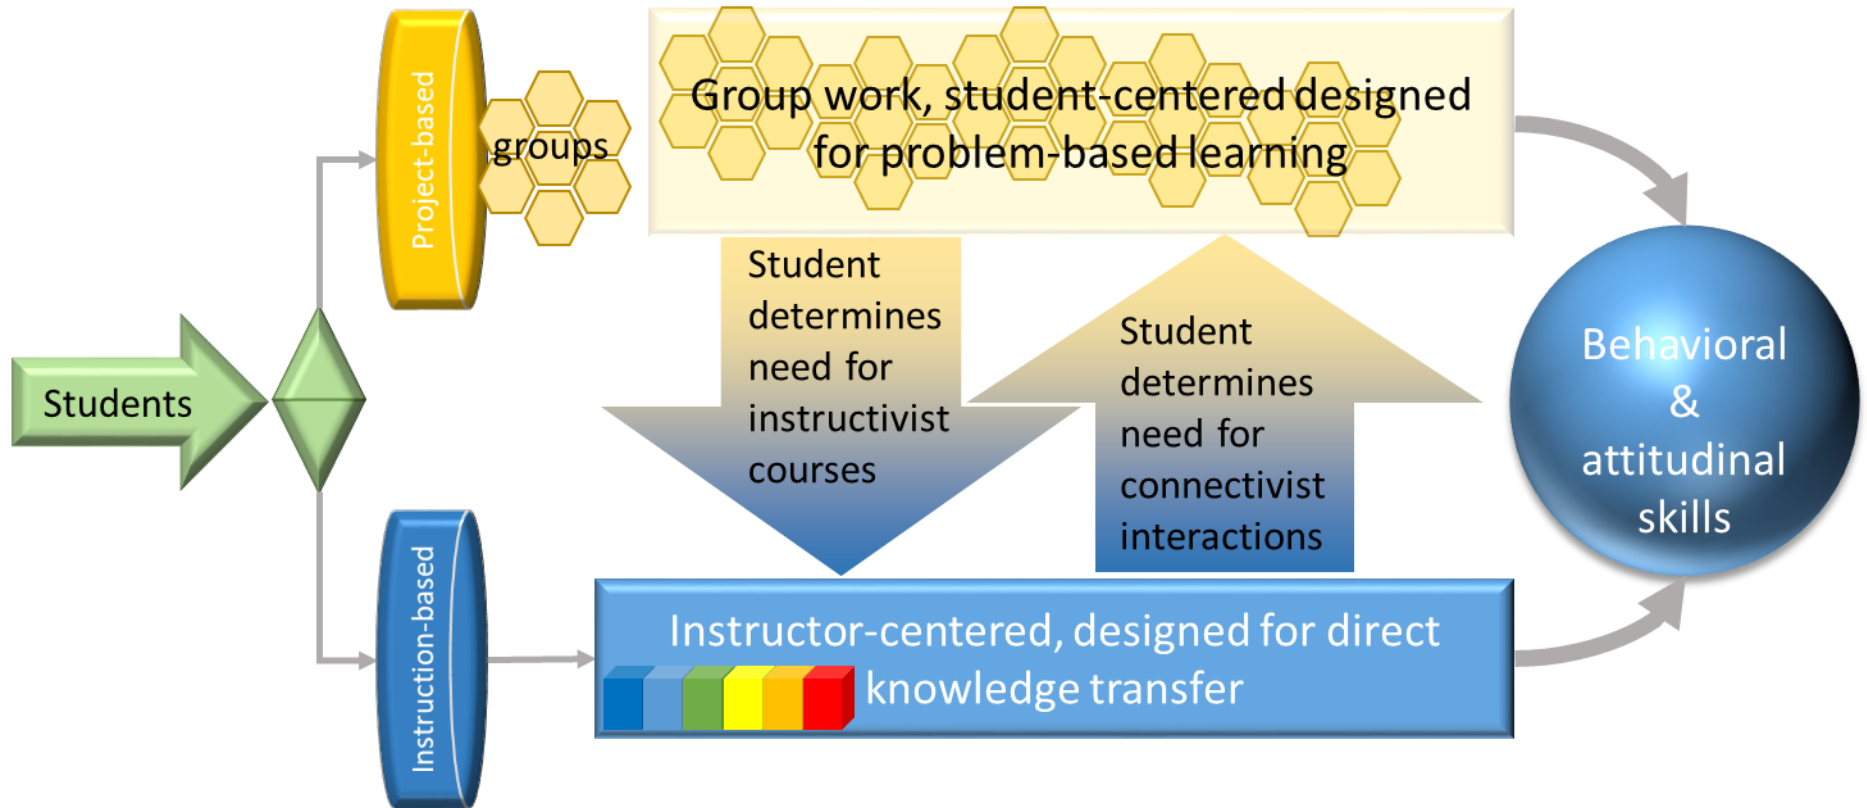 Project-based
groups
Group work, student-centered designed
for problem-based learning
Students
Student
determines
need for
instructivist
courses
Student
determines
need for
connectivist
interactions
Behavioral
&
attitudinal
skills
Instruction-based
Instructor-centered, designed for direct
knowledge transfer